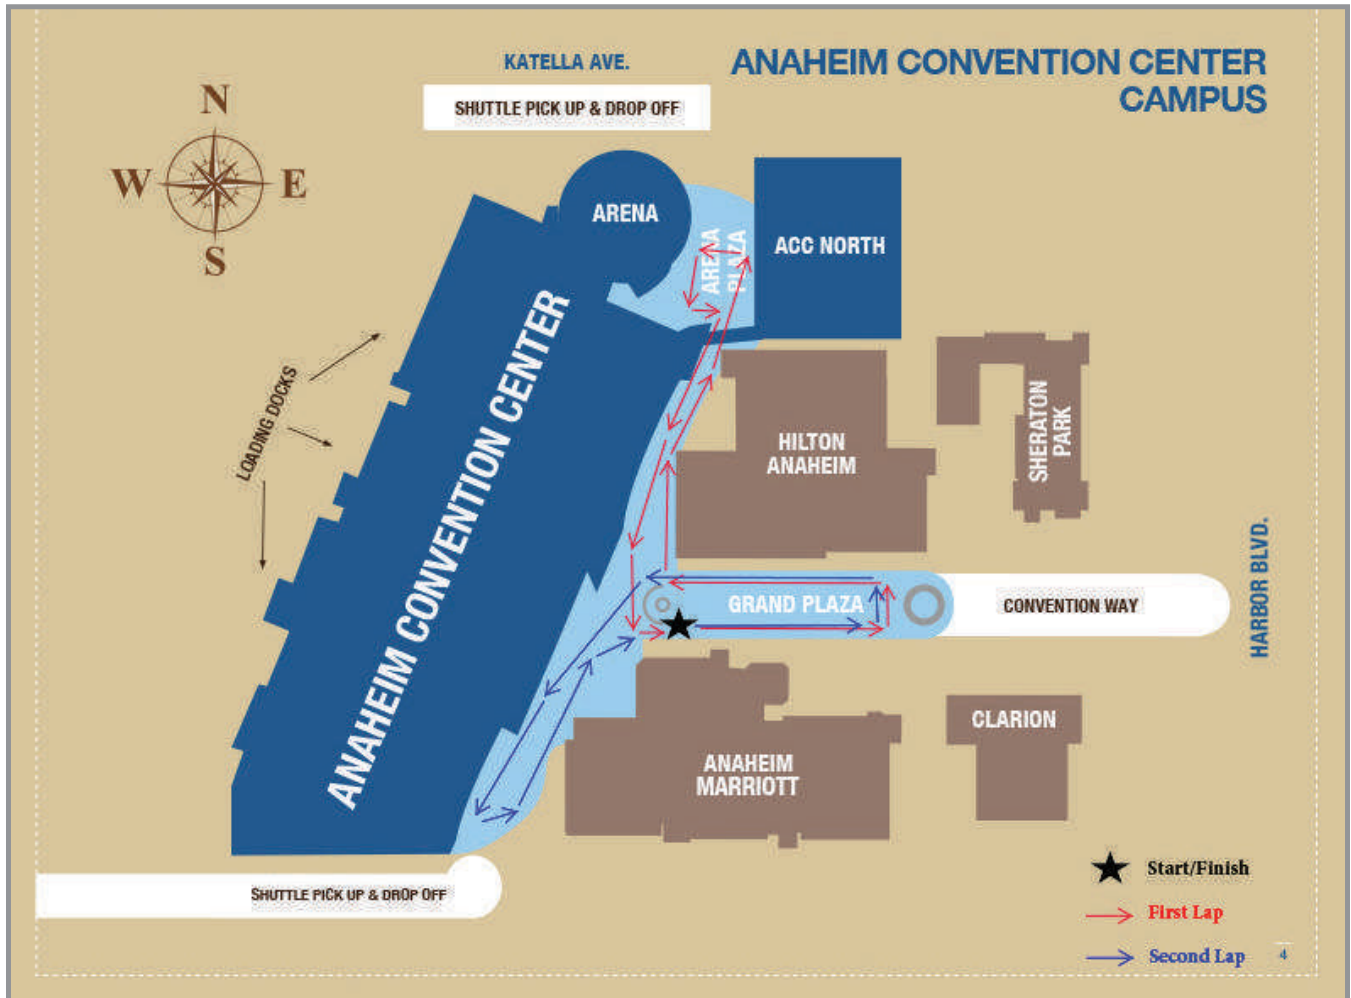 KATELLA AVE.
ANAHEIM CONVENTION CENTER
CAMPUS
SHUTTLE PICK UP & DROP OFF
N
W
E
S
ARENA
ARENA
PLAZA
ACC NORTH
ANAHEIM CONVENTION CENTER
LOADING DOCKS
HILTON
ANAHEIM
SHERATON
PARK
HARBOR BLVD.
GRAND PLAZA
CONVENTION WAY
ANAHEIM
MARRIOTT
CLARION
SHUTTLE PICK UP & DROP OFF
Start/Finish
First Lap
Second Lap
4